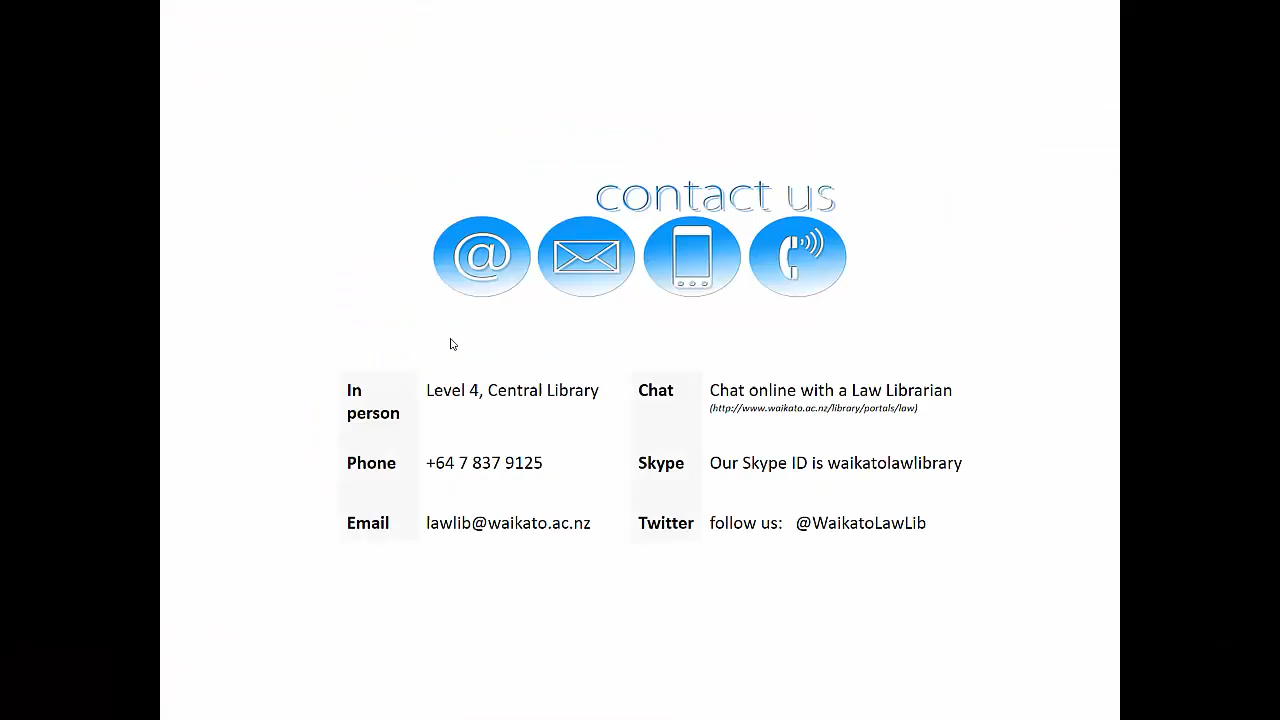 contact us
@
In person
Level 4, Central Library
Chat
Chat online with a Law Librarian
(http://www.waikato.ac.nz/library/portals/law)
Phone
+64 7 837 9125
Skype
Our Skype ID is waikatolawlibrary
Email
lawlib@waikato.ac.nz
Twitter
follow us: @WaikatoLawLib